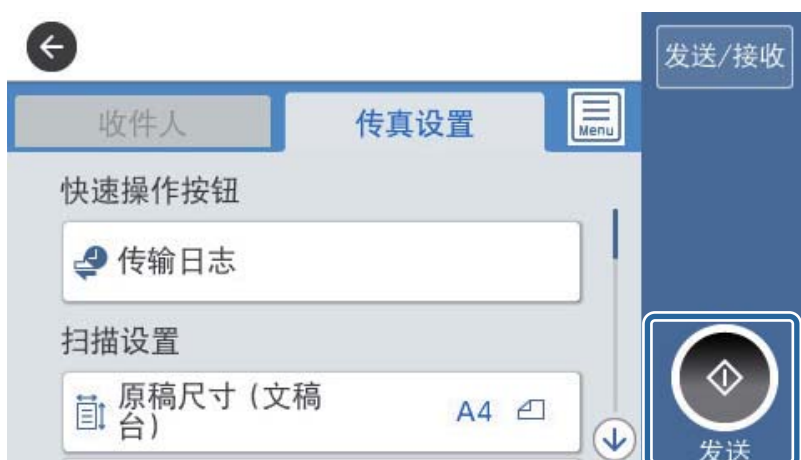 发送/接收
收件人
传真设置
Menu
快速操作按钮
传输日志
扫描设置
原稿尺寸 (文稿
台)
A4
发送